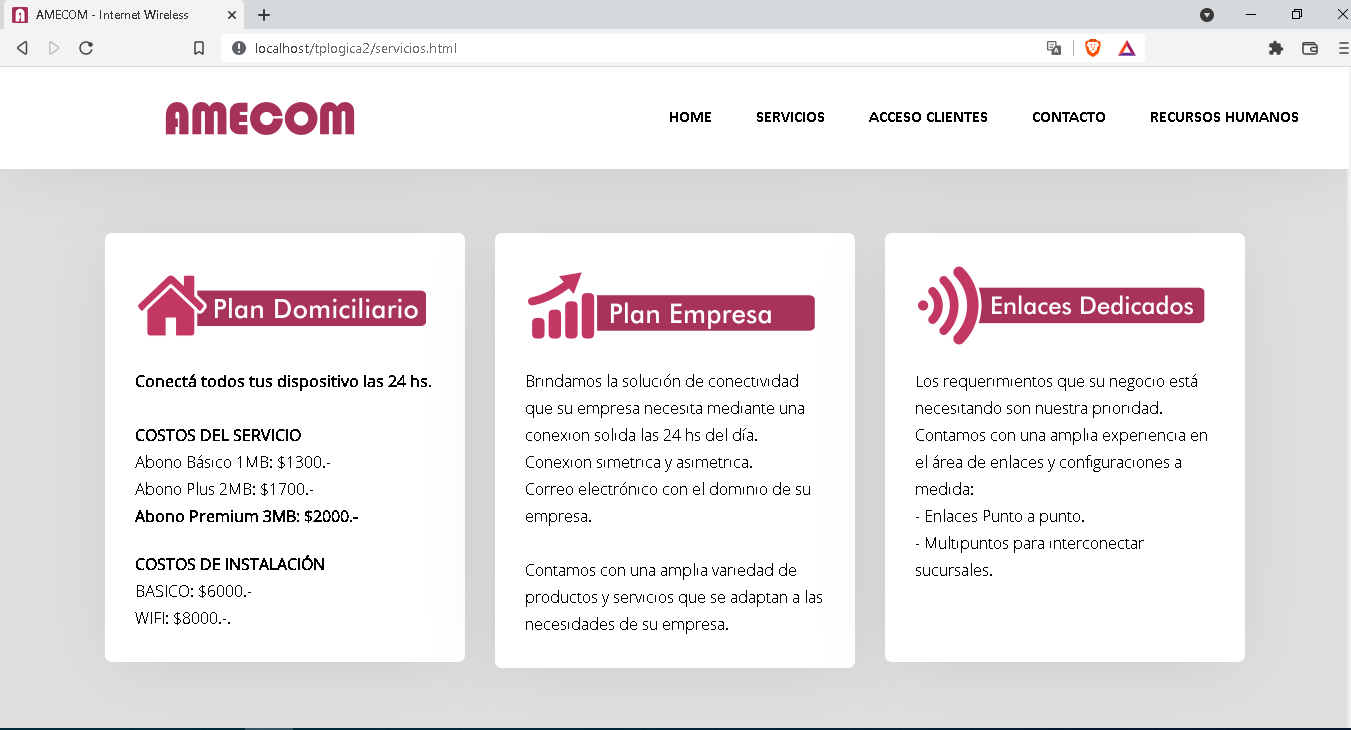 AMECOM - Internet Wireless
localhost/tplogica2/servicios.html
AMECOM
HOME SERVICIOS ACCESO CLIENTES CONTACTO RECURSOS HUMANOS
Plan Domiciliario
Conectá todos tus dispositivo las 24 hs.
COSTOS DEL SERVICIO
Abono Básico 1MB: $1300.-
Abono Plus 2MB: $1700.-
Abono Premium 3MB: $2000.-
COSTOS DE INSTALACIÓN
BASICO: $6000.-
WIFI: $8000.-.
Plan Empresa
Brindamos la solución de conectividad
que su empresa necesita mediante una
conexion solida las 24 hs del día.
Conexion simetrica y asimetrica.
Correo electrónico con el dominio de su
empresa.
Contamos con una amplia variedad de
productos y servicios que se adaptan a las
necesidades de su empresa.
Enlaces Dedicados
Los requerimientos que su negocio está
necesitando son nuestra prioridad.
Contamos con una amplia experiencia en
el área de enlaces y configuraciones a
medida:
- Enlaces Punto a punto.
- Multipuntos para interconectar
sucursales.